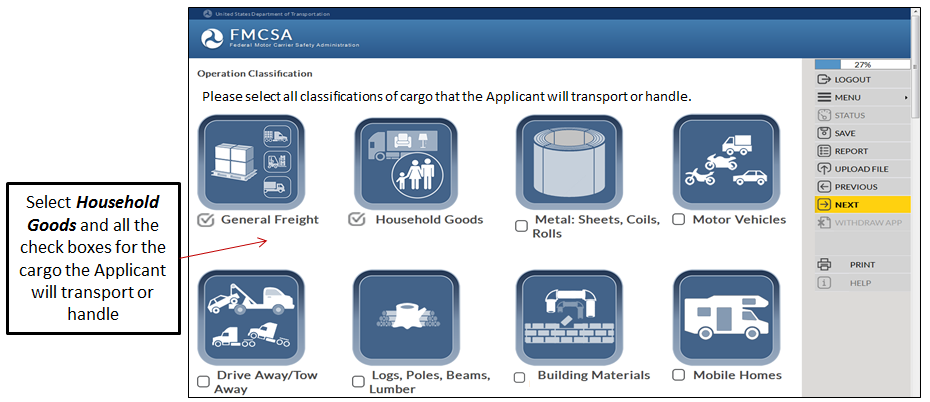 United States Department of Transportation
FMCSA
Federal Motor Carrier Safety Administration
Operation Classification
Please select all classifications of cargo that the Applicant will transport or handle.
General Freight
Household Goods
Metal: Sheets, Coils,
Rolls
Motor Vehicles
Drive Away/Tow
Away
Logs, Poles, Beams,
Lumber
Building Materials
Mobile Homes
27%
LOGOUT
MENU
STATUS
SAVE
REPORT
UPLOAD FILE
PREVIOUS
NEXT
WITHDRAW APP
PRINT
HELP
Select Household
Goods and all the
check boxes for the
cargo the Applicant
will transport or
handle